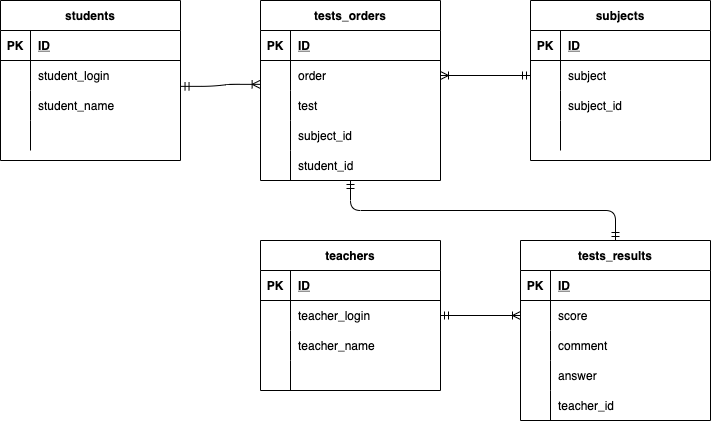 students
PK ID
student_login
student_name
tests_orders
PK ID
order
test
subject_id
student_id
subjects
PK ID
subject
subject_id
teachers
PK ID
teacher_login
teacher_name
tests_results
PK ID
score
comment
answer
teacher_id